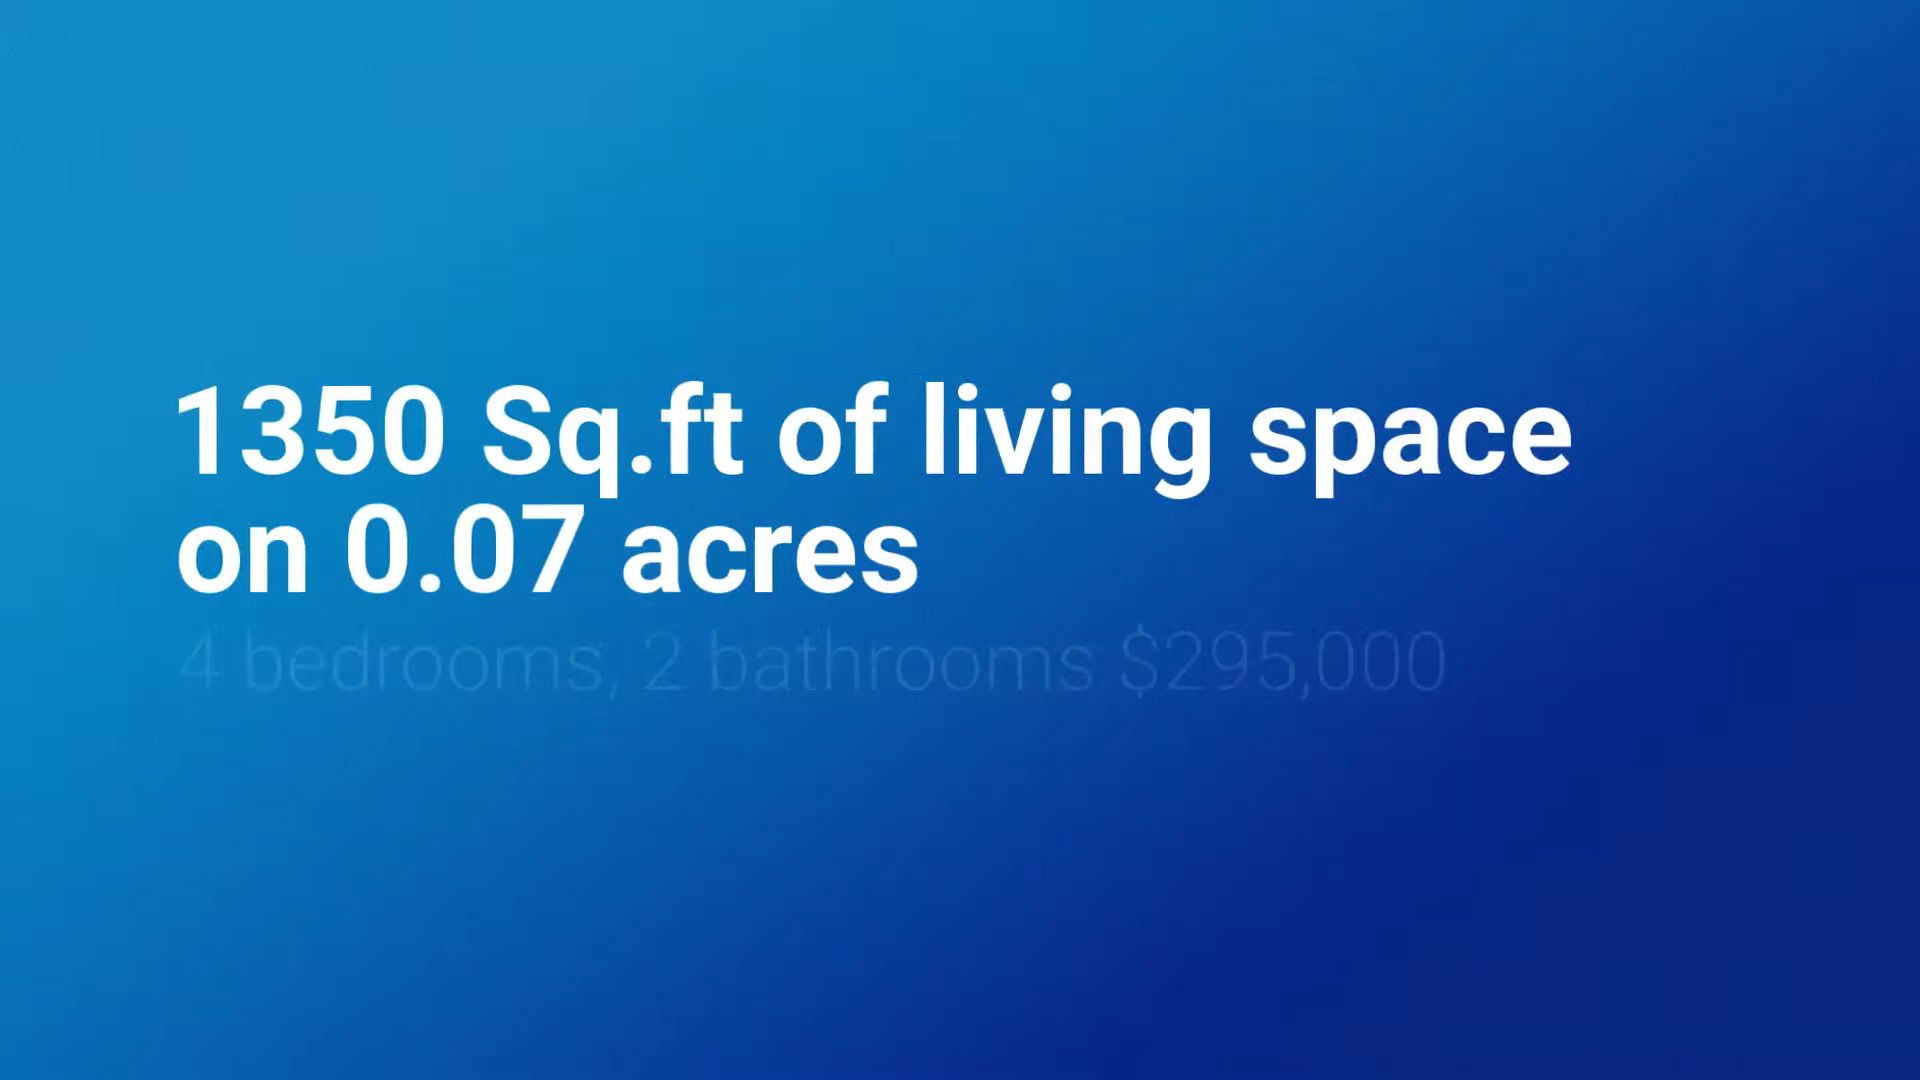 1350 Sq.ft of living space
on 0.07 acres
4 bedrooms, 2 bathrooms $295,000